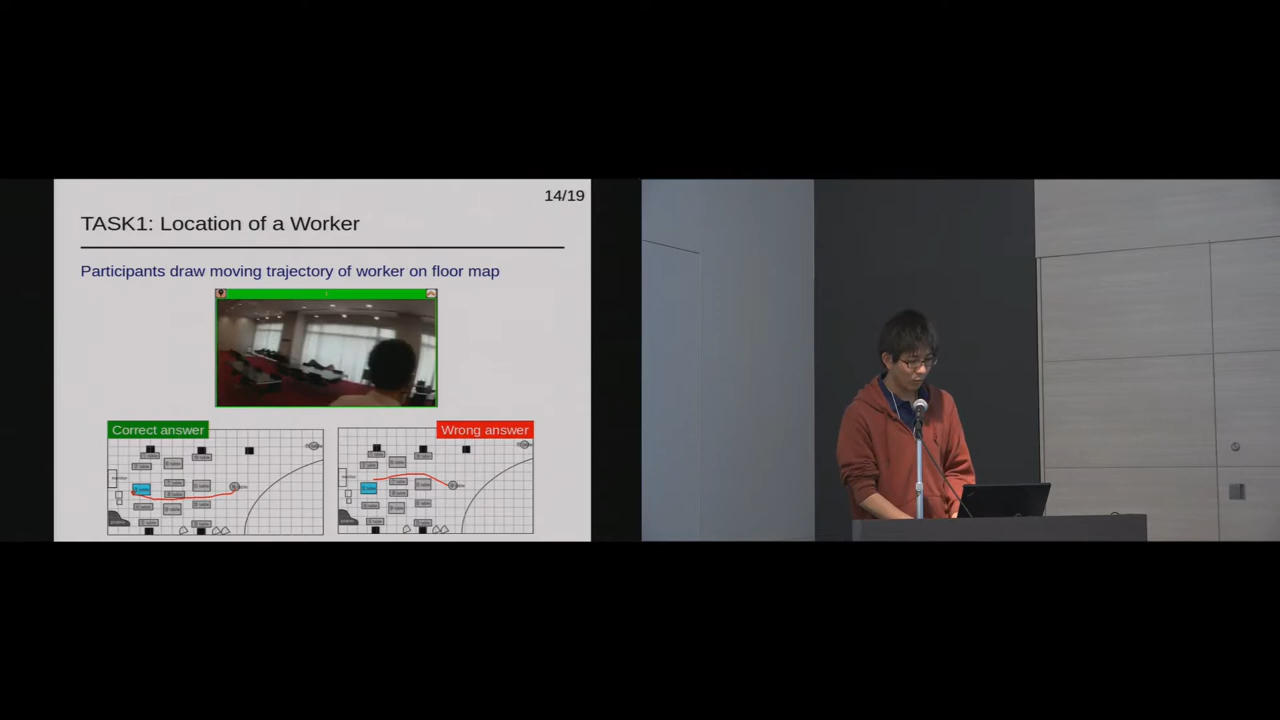 14/19
TASK1: Location of a Worker
Participants draw moving trajectory of worker on floor map
Correct answer
Wrong answer